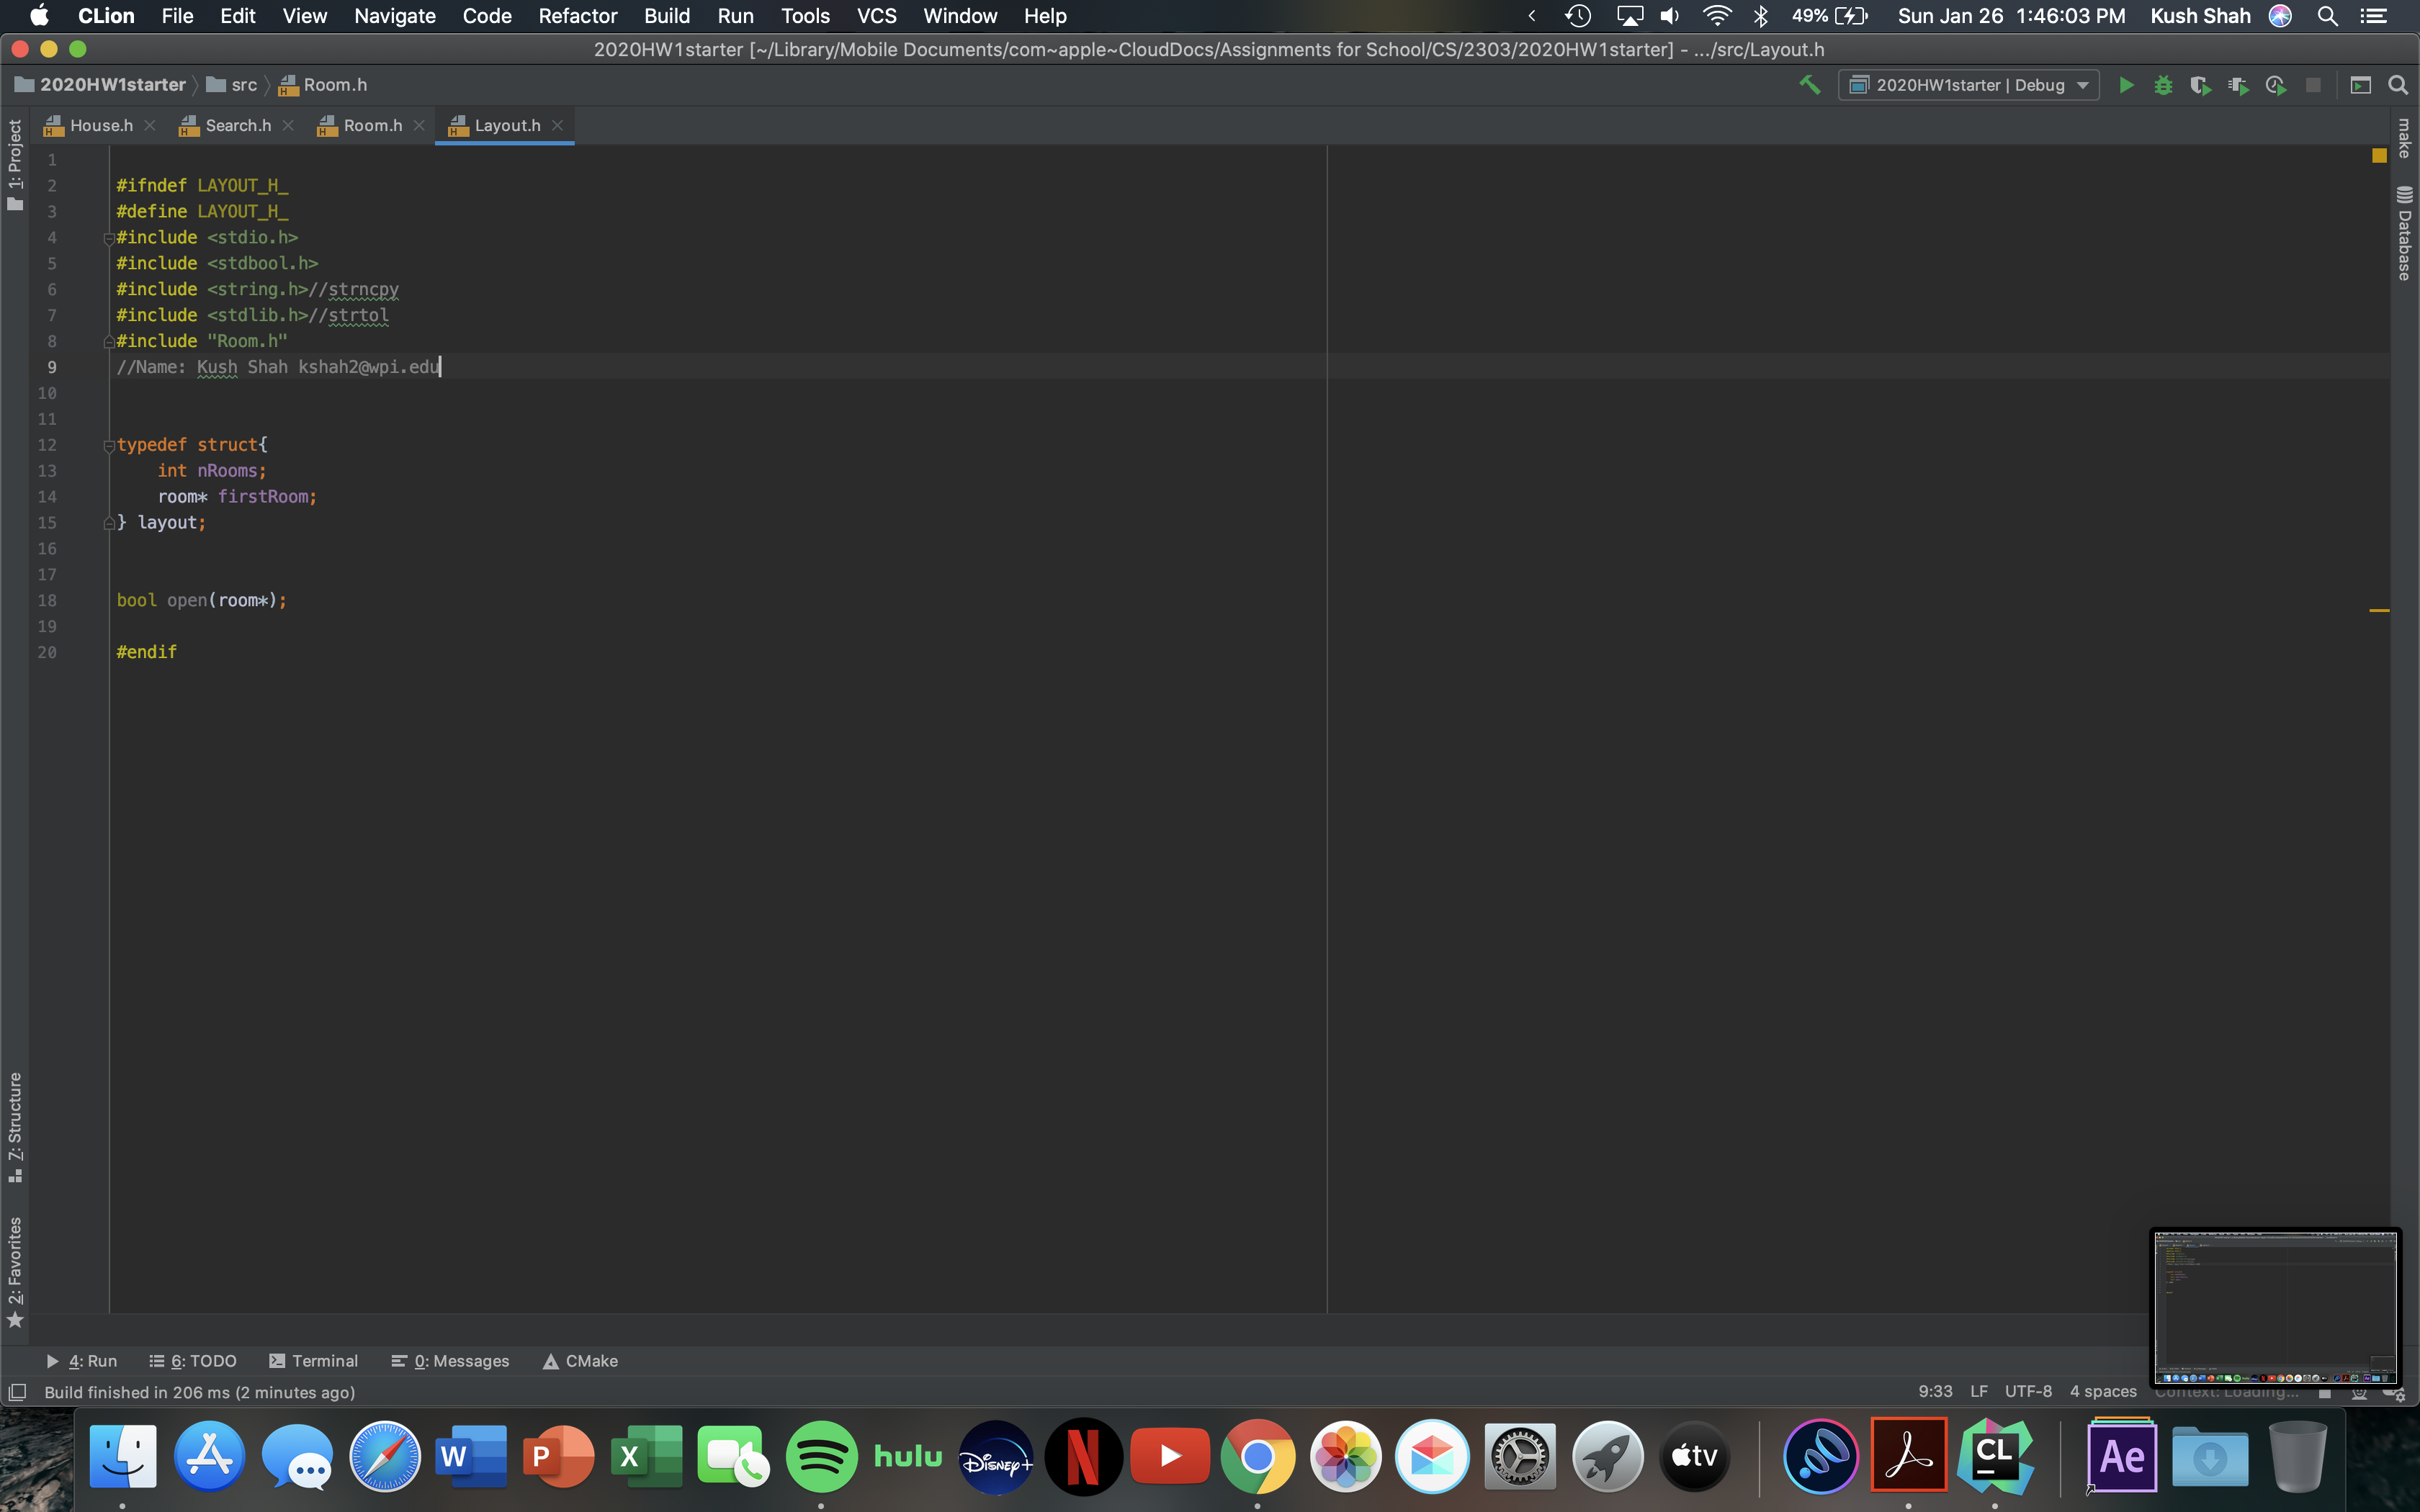 CLion File Edit View Navigate Code Refactor Build Run Tools VCS Window Help 49% Sun Jan 26 1:46:03 PM Kush Shah
2020HW1starter [~/Library/Mobile Documents/com~apple~CloudDocs/Assignments for School/CS/2303/2020HW1starter] - .../src/Layout.h
2020HW1starter src Room.h 2020HW1starter | Debug
House.h Search.h Room.h Layout.h
1: Project
make
Database
1
2 #ifndef LAYOUT_H_
3 #define LAYOUT_H_
4 #include <stdio.h>
5 #include <stdbool.h>
6 #include <string.h>//strncpy
7 #include <stdlib.h>//strtol
8 #include "Room.h"
9 //Name: Kush Shah kshah2@wpi.edu
10
11
12 typedef struct{
13 int nRooms;
14 room* firstRoom;
15 } layout;
16
17
18 bool open(room*);
19
20 #endif
7: Structure
2: Favorites
4: Run 6: TODO Terminal 0: Messages CMake
Build finished in 206 ms (2 minutes ago) 9:33 LF UTF-8 4 spaces Context: Loading...
W P X hulu Disney+ N tv CL Ae